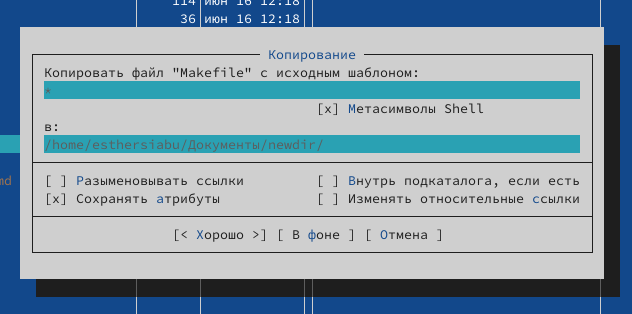 114 июн 16 12:18
36 июн 16 12:18
Копирование
Копировать файл "Makefile" с исходным шаблоном:
*
[x] Метасимволы Shell
в:
/home/esthersiabu/Документы/newdir/
md
[ ] Разыменовывать ссылки [ ] Внутрь подкаталога, если есть
[x] Сохранять атрибуты [ ] Изменять относительные ссылки
[< Хорошо >] [ В фоне ] [ Отмена ]